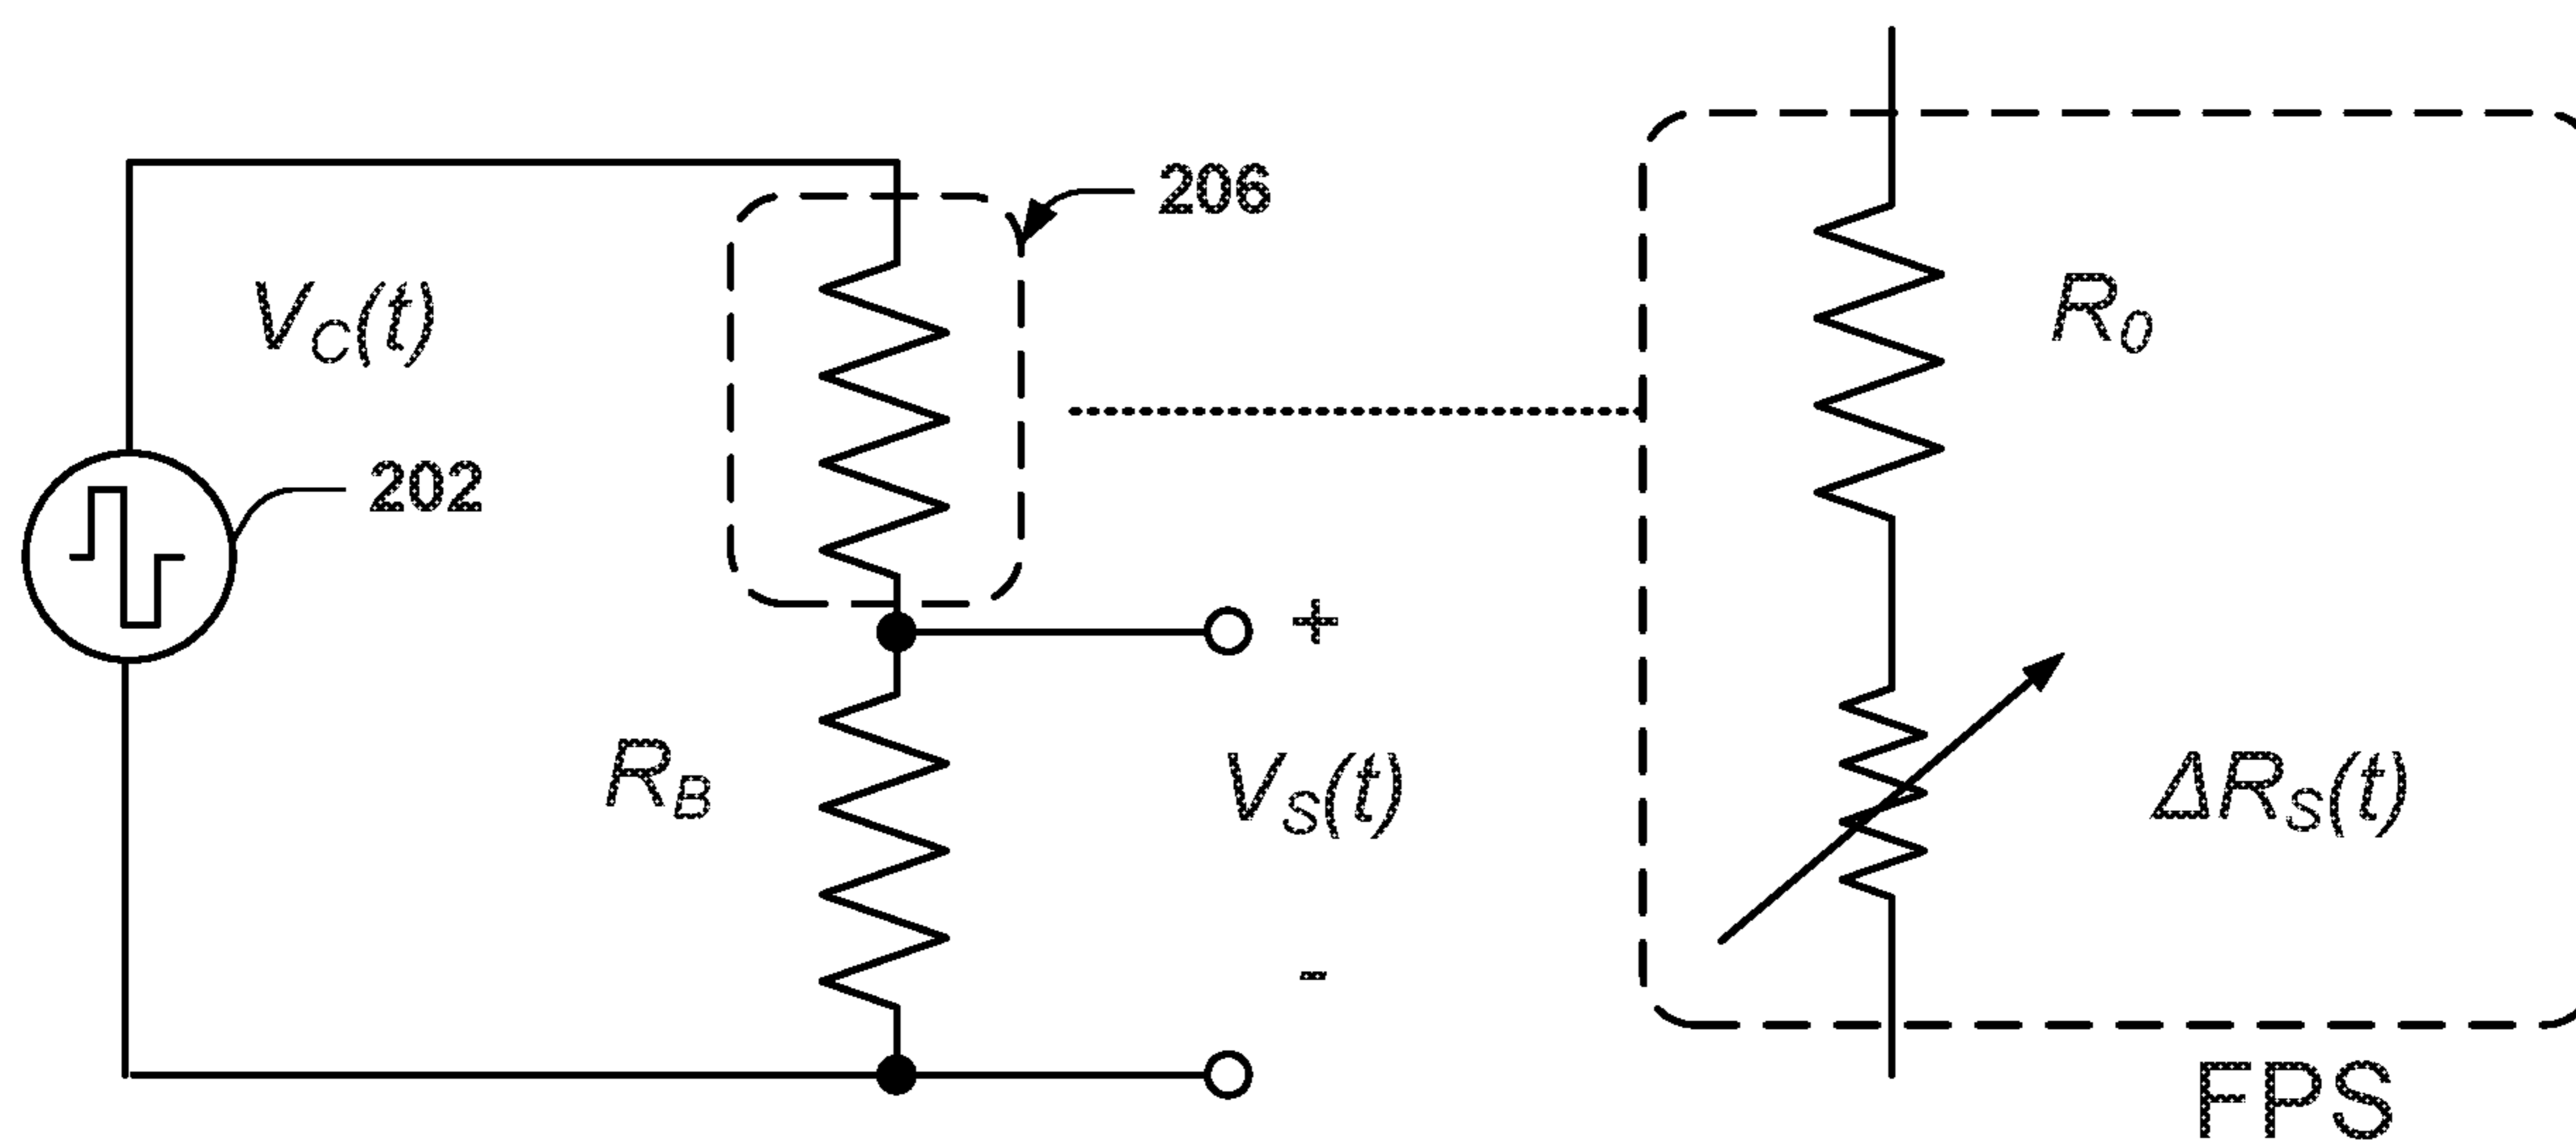 206
V_C(t)
R_0
202
+
R_B
V_S(t)
ΔR_S(t)
-
FPS